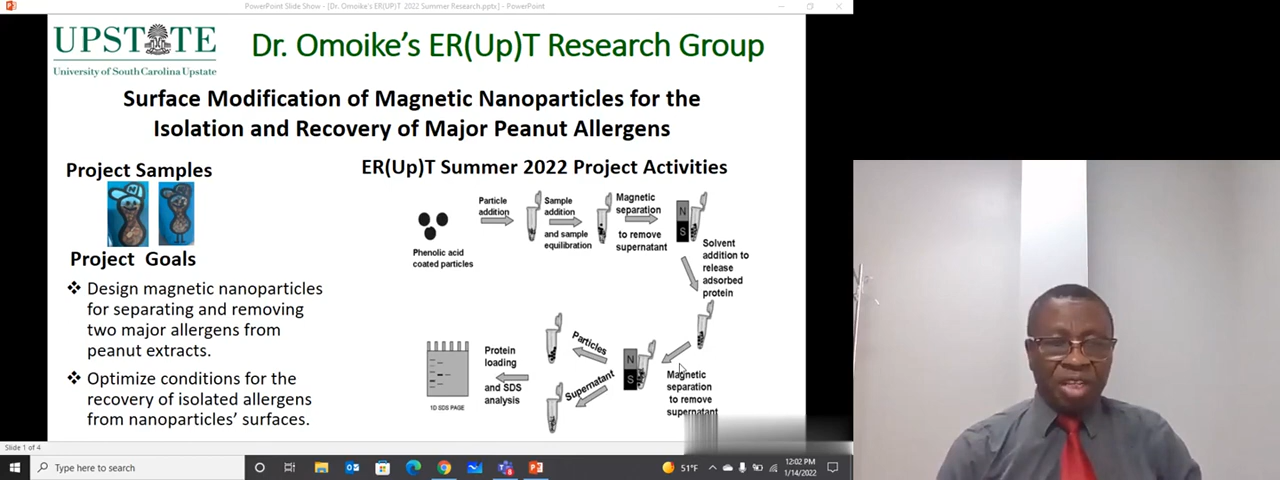 PowerPoint Slide Show - [Dr. Omoike's ER(UP)T 2022 Summer Research.pptx] - PowerPoint
UPSTATE
University of South Carolina Upstate
Dr. Omoike's ER(Up)T Research Group
Surface Modification of Magnetic Nanoparticles for the
Isolation and Recovery of Major Peanut Allergens
Project Samples
Project Goals
❖ Design magnetic nanoparticles
for separating and removing
two major allergens from
peanut extracts.
❖ Optimize conditions for the
recovery of isolated allergens
from nanoparticles' surfaces.
ER(Up)T Summer 2022 Project Activities
Phenolic acid
coated particles
Particle
addition
Sample
addition
and sample
equilibration
Magnetic
separation
to remove
supernatant
N
S
Solvent
addition to
release
adsorbed
protein
Magnetic
separation
to remove
supernatant
N
S
Particles
Supernatant
Protein
loading
and SDS
analysis
1D SDS PAGE
Slide 1 of 4
Type here to search
51°F
12:02 PM
1/14/2022